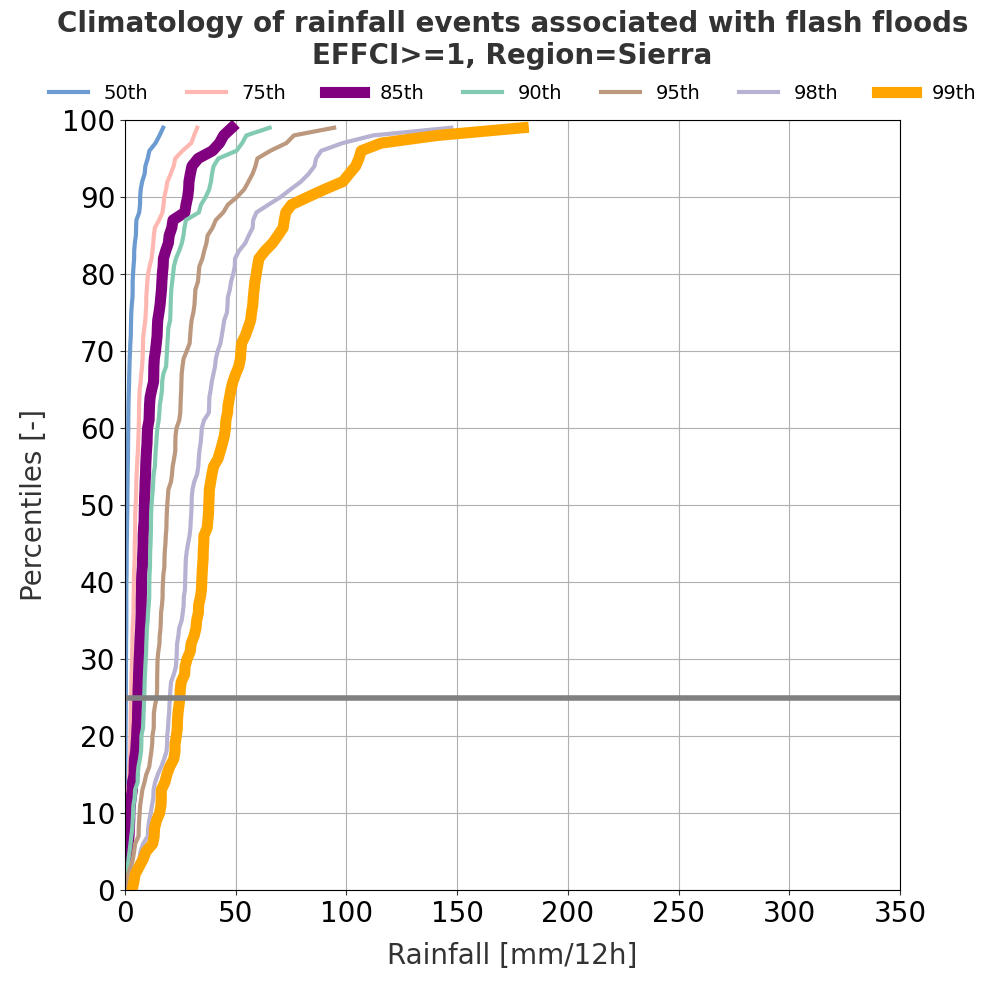 Climatology of rainfall events associated with flash floods
EFFCI>=1, Region=Sierra
50th 75th 85th 90th 95th 98th 99th
100
90
80
70
60
50
40
30
20
10
0
Percentiles [-]
0 50 100 150 200 250 300 350
Rainfall [mm/12h]